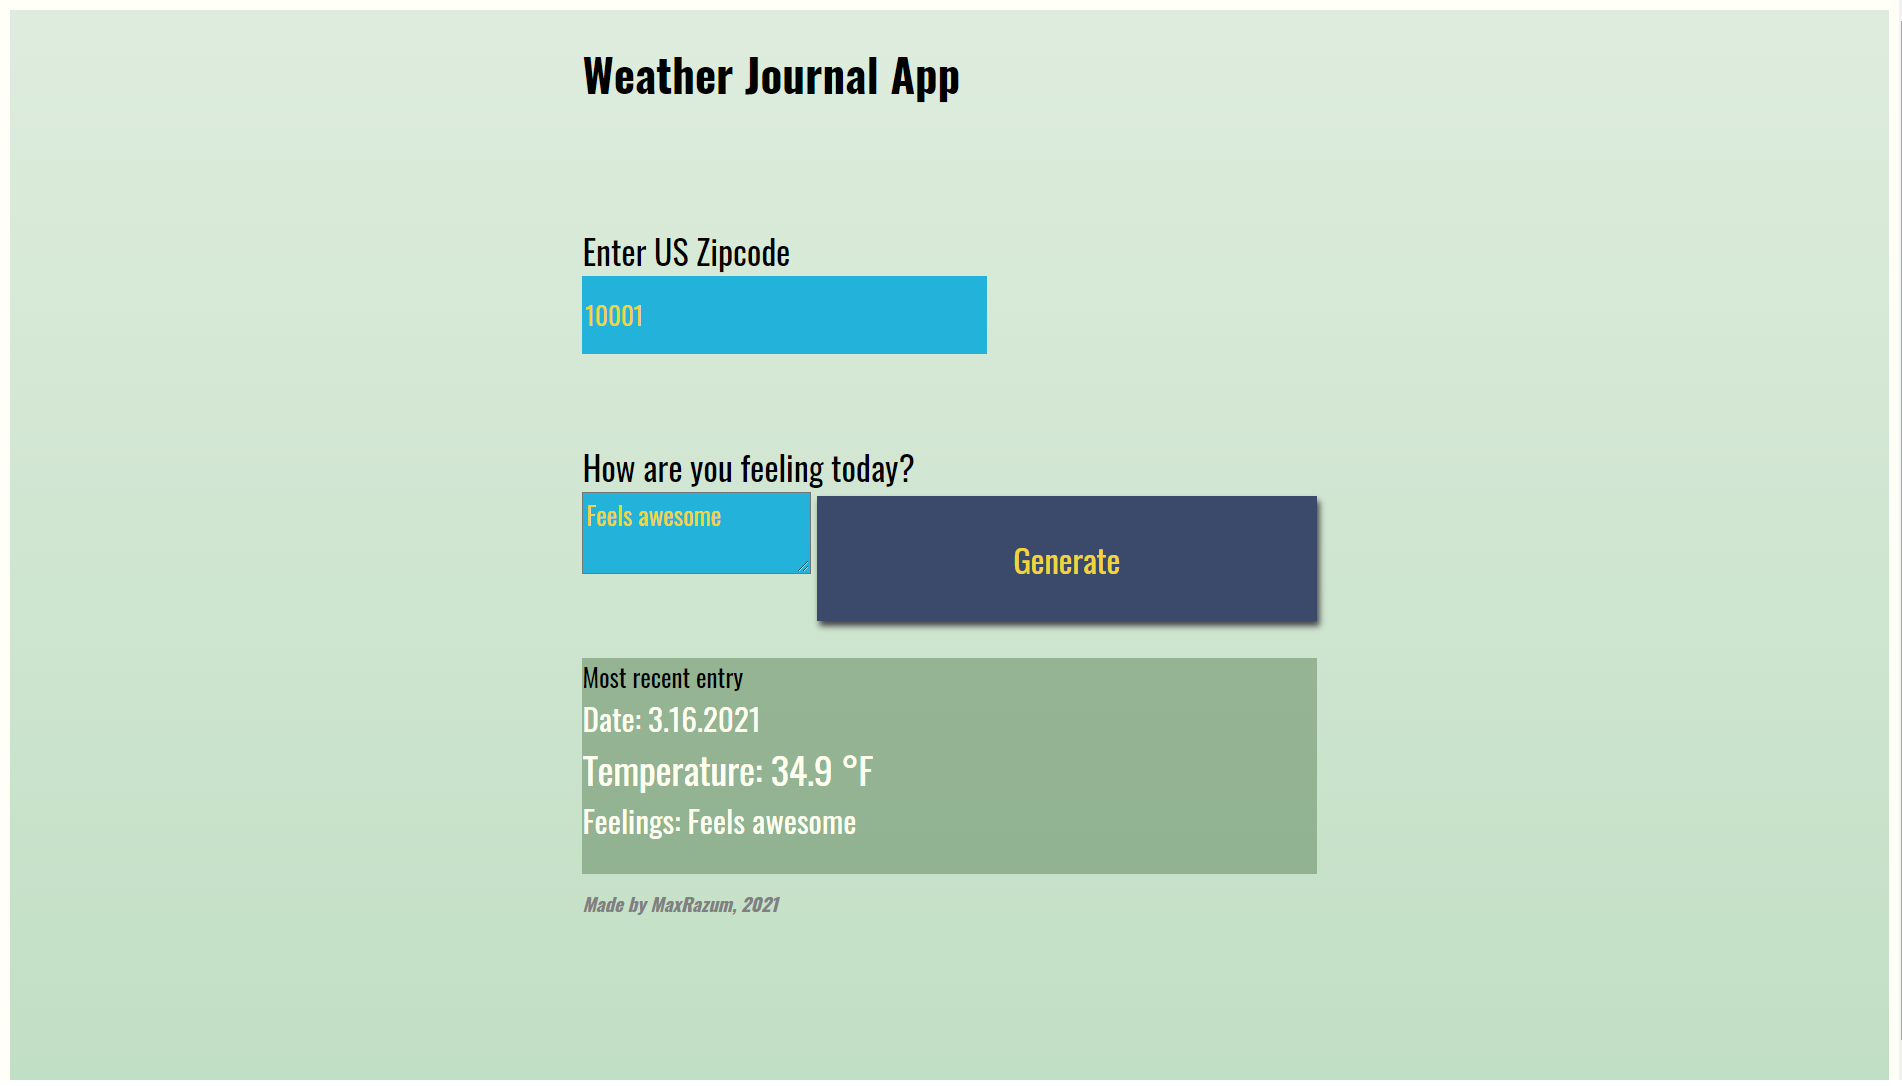 Weather Journal App
Enter US Zipcode
10001
How are you feeling today?
Feels awesome
Generate
Most recent entry
Date: 3.16.2021
Temperature: 34.9 °F
Feelings: Feels awesome
Made by MaxRazum, 2021